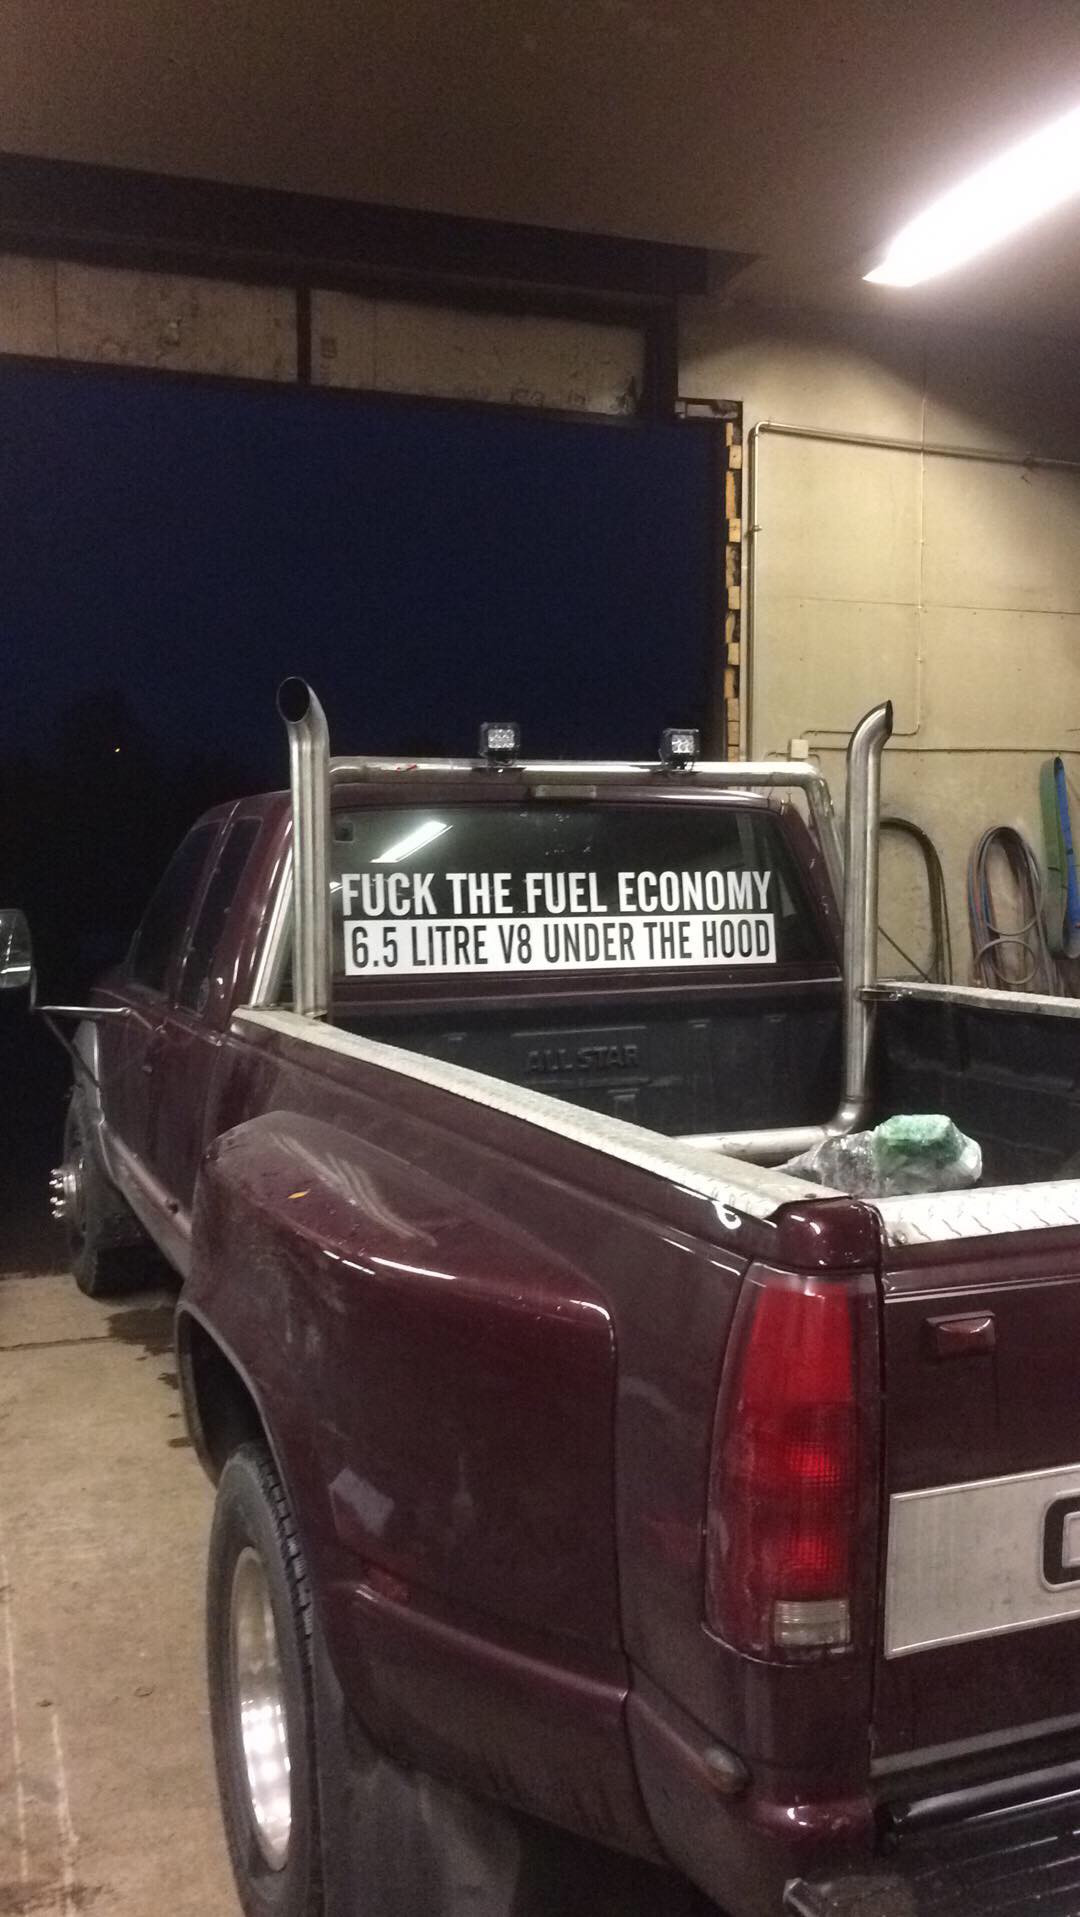 FUCK THE FUEL ECONOMY
6.5 LITRE V8 UNDER THE HOOD
ALL STAR